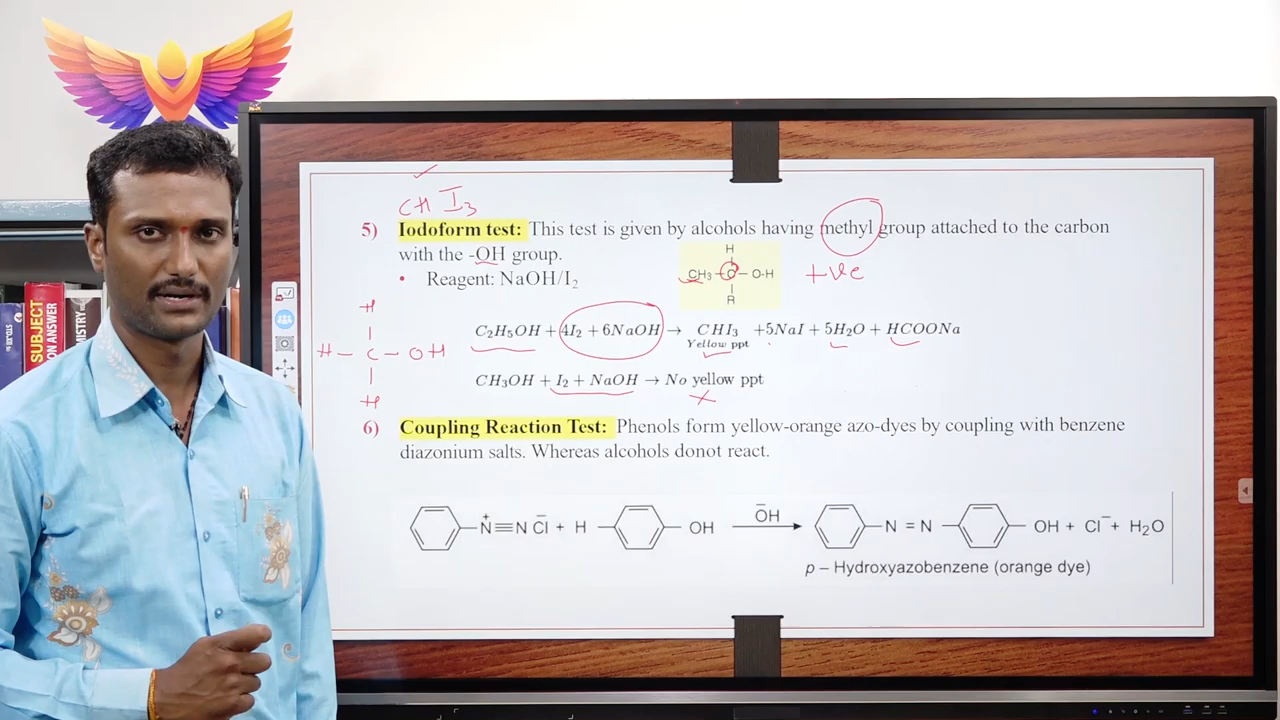 CH I3
5) Iodoform test: This test is given by alcohols having methyl group attached to the carbon
with the -OH group.
• Reagent: NaOH/I2
H
CH3 — C — O-H
R
+ve
H
H — C — OH
H
C2H5OH + 4I2 + 6NaOH → CHI3 +5NaI + 5H2O + HCOONa
Yellow ppt
CH3OH + I2 + NaOH → No yellow ppt
6) Coupling Reaction Test: Phenols form yellow-orange azo-dyes by coupling with benzene
diazonium salts. Whereas alcohols donot react.
N⁺≡N Cl⁻ + H OH O⁻H N = N OH + Cl⁻ + H2O
p – Hydroxyazobenzene (orange dye)
SUBJECT
ON ANSWER